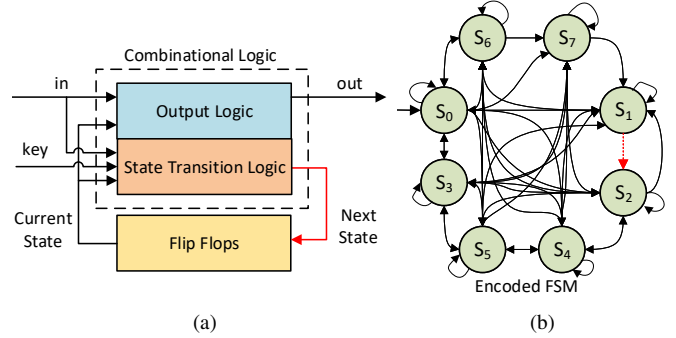 Combinational Logic
in
out
Output Logic
key
State Transition Logic
Current
State
Next
State
Flip Flops
(a)
S6
S7
S0
S1
S3
S2
S5
S4
Encoded FSM
(b)